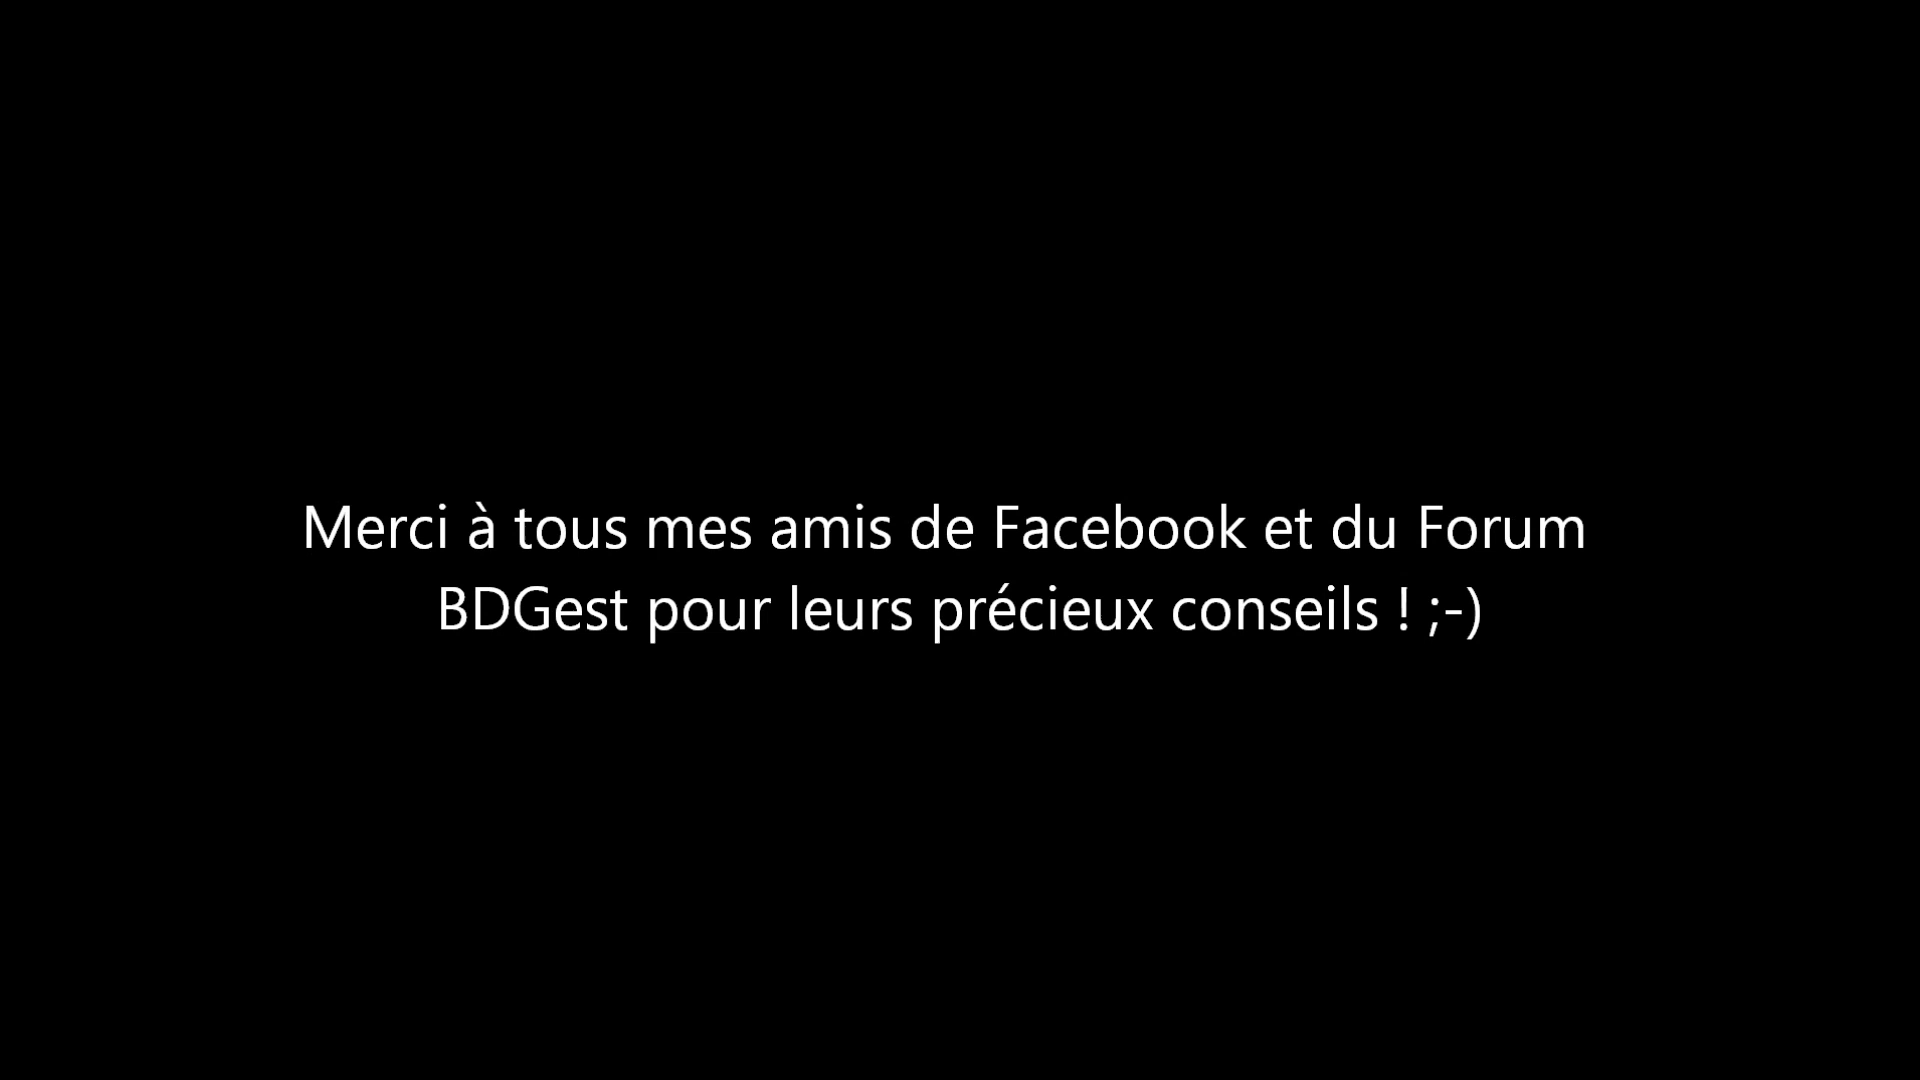 Merci à tous mes amis de Facebook et du Forum
BDGest pour leurs précieux conseils ! ;-)